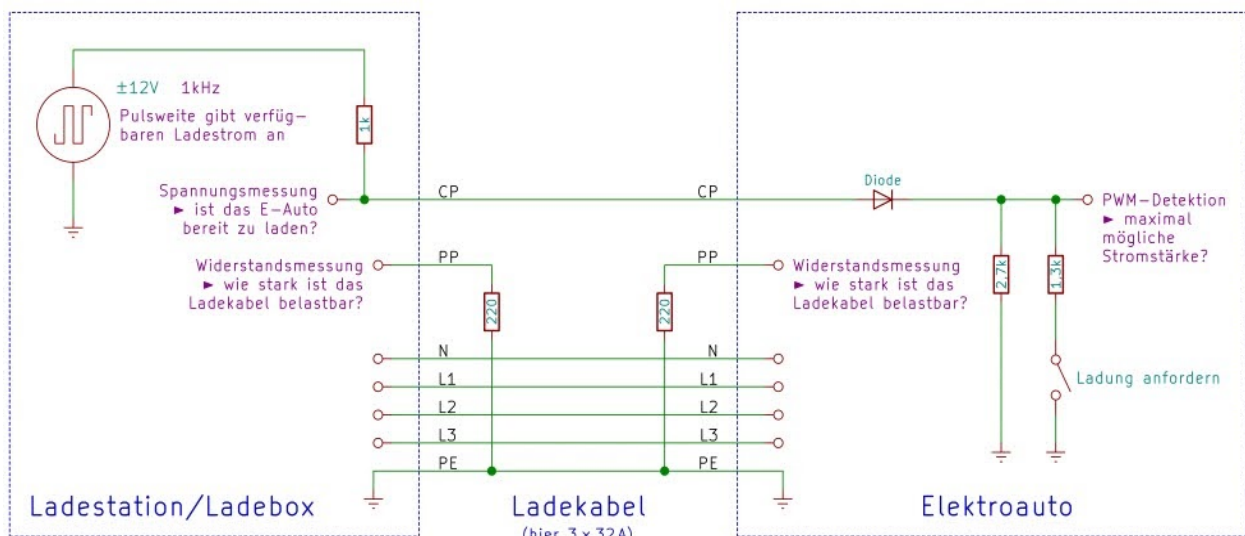 ±12V 1kHz
Pulsweite gibt verfüg-
baren Ladestrom an
1k
Spannungsmessung
► ist das E-Auto
bereit zu laden?
CP
CP
Diode
PWM-Detektion
► maximal
mögliche
Stromstärke?
Widerstandsmessung
► wie stark ist das
Ladekabel belastbar?
PP
PP
Widerstandsmessung
► wie stark ist das
Ladekabel belastbar?
220
220
2,7k
1,3k
N
N
L1
L1
Ladung anfordern
L2
L2
L3
L3
PE
PE
Ladestation/Ladebox
Ladekabel
(hier 3 x 32A)
Elektroauto